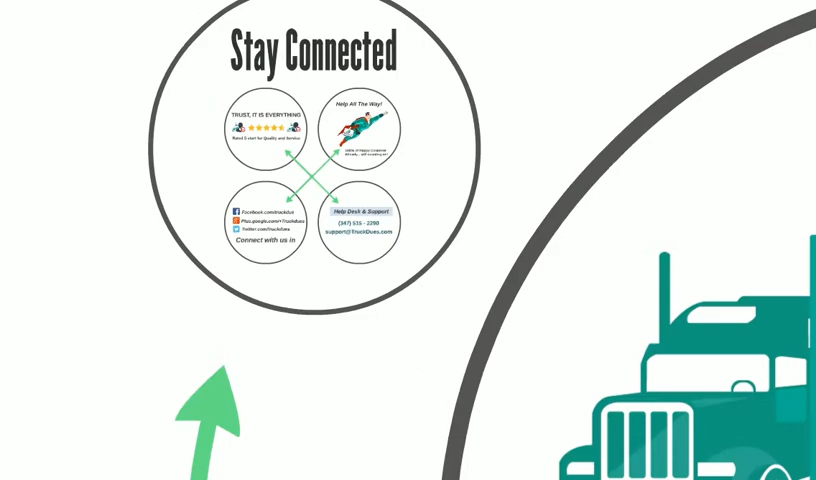 Stay Connected
TRUST, IT IS EVERYTHING
Rated 5 start for Quality and Service
Help All The Way!
Facebook.com/truckdue
Plus.google.com/+Truckdues
Twitter.com/truckdues
Connect with us in
Help Desk & Support
(347) 535 - 2290
support@TruckDues.com